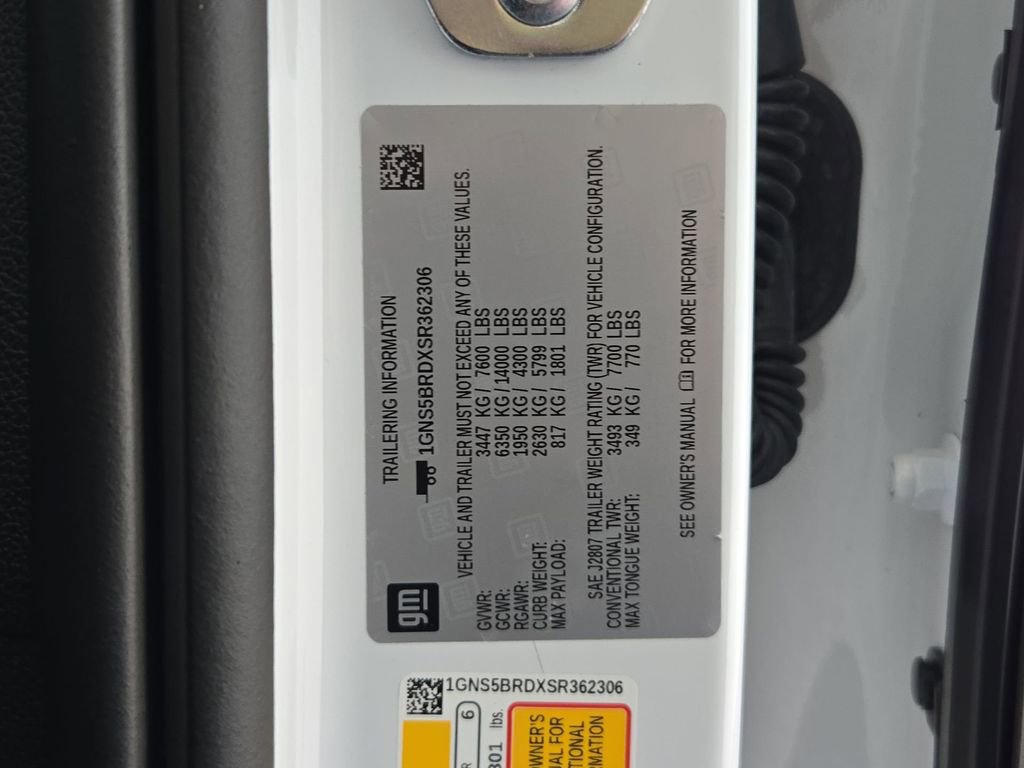 gm
TRAILERING INFORMATION
1GNS5BRDXSR362306
VEHICLE AND TRAILER MUST NOT EXCEED ANY OF THESE VALUES.
GVWR: 3447 KG / 7600 LBS
GCWR: 6350 KG / 14000 LBS
RGAWR: 1950 KG / 4300 LBS
CURB WEIGHT: 2630 KG / 5799 LBS
MAX PAYLOAD: 817 KG / 1801 LBS
SAE J2807 TRAILER WEIGHT RATING (TWR) FOR VEHICLE CONFIGURATION.
CONVENTIONAL TWR: 3493 KG / 7700 LBS
MAX TONGUE WEIGHT: 349 KG / 770 LBS
SEE OWNER'S MANUAL FOR MORE INFORMATION
1GNS5BRDXSR362306
6
lbs.